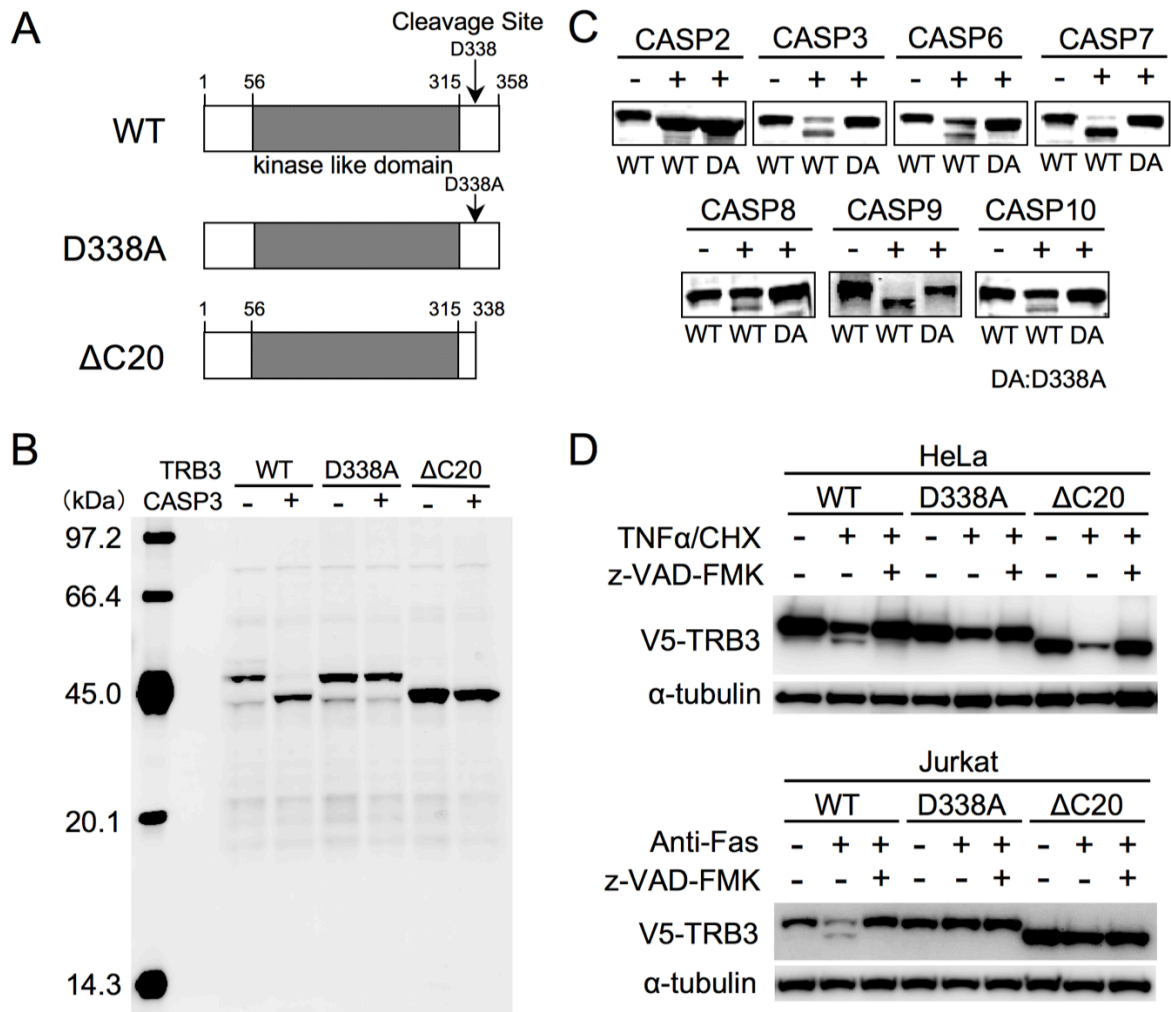 A
Cleavage Site
D338
1 56 315 358
WT
kinase like domain
D338A
D338A
1 56 315 338
ΔC20
B
TRB3 WT D338A ΔC20
(kDa) CASP3 - + - + - +
97.2
66.4
45.0
20.1
14.3
C
CASP2 CASP3 CASP6 CASP7
- + + - + + - + + - + +
WT WT DA WT WT DA WT WT DA WT WT DA
CASP8 CASP9 CASP10
- + + - + + - + +
WT WT DA WT WT DA WT WT DA
DA:D338A
D
HeLa
WT D338A ΔC20
TNFα/CHX - + + - + + - + +
z-VAD-FMK - - + - - + - - +
V5-TRB3
α-tubulin
Jurkat
WT D338A ΔC20
Anti-Fas - + + - + + - + +
z-VAD-FMK - - + - - + - - +
V5-TRB3
α-tubulin